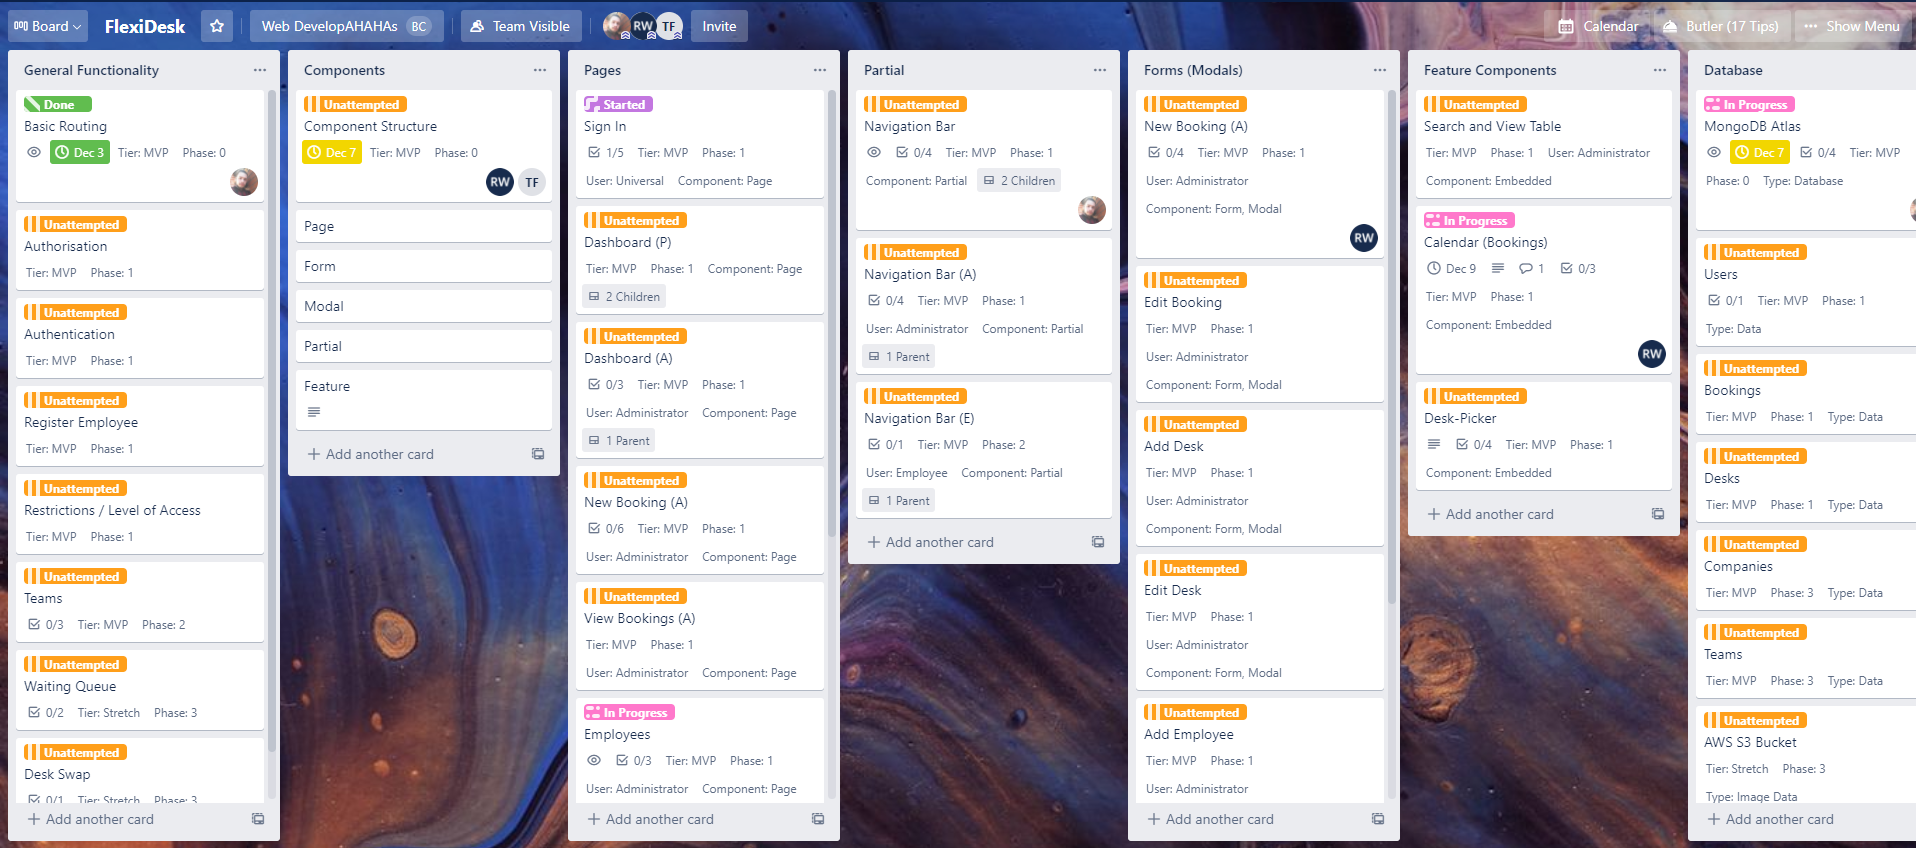 Board
FlexiDesk
Web DevelopAHAHAs BC
Team Visible
RW TF
Invite
Calendar
Butler (17 Tips)
Show Menu
General Functionality
Done
Basic Routing
Dec 3 Tier: MVP Phase: 0
Unattempted
Authorisation
Tier: MVP Phase: 1
Unattempted
Authentication
Tier: MVP Phase: 1
Unattempted
Register Employee
Tier: MVP Phase: 1
Unattempted
Restrictions / Level of Access
Tier: MVP Phase: 1
Unattempted
Teams
0/3 Tier: MVP Phase: 2
Unattempted
Waiting Queue
0/2 Tier: Stretch Phase: 3
Unattempted
Desk Swap
0/1 Tier: Stretch Phase: 3
Add another card
Components
Unattempted
Component Structure
Dec 7 Tier: MVP Phase: 0
RW TF
Page
Form
Modal
Partial
Feature
Add another card
Pages
Started
Sign In
1/5 Tier: MVP Phase: 1
User: Universal Component: Page
Unattempted
Dashboard (P)
Tier: MVP Phase: 1 Component: Page
2 Children
Unattempted
Dashboard (A)
0/3 Tier: MVP Phase: 1
User: Administrator Component: Page
1 Parent
Unattempted
New Booking (A)
0/6 Tier: MVP Phase: 1
User: Administrator Component: Page
Unattempted
View Bookings (A)
Tier: MVP Phase: 1
User: Administrator Component: Page
In Progress
Employees
0/3 Tier: MVP Phase: 1
User: Administrator Component: Page
Add another card
Partial
Unattempted
Navigation Bar
0/4 Tier: MVP Phase: 1
Component: Partial 2 Children
Unattempted
Navigation Bar (A)
0/4 Tier: MVP Phase: 1
User: Administrator Component: Partial
1 Parent
Unattempted
Navigation Bar (E)
0/1 Tier: MVP Phase: 2
User: Employee Component: Partial
1 Parent
Add another card
Forms (Modals)
Unattempted
New Booking (A)
0/4 Tier: MVP Phase: 1
User: Administrator
Component: Form, Modal
RW
Unattempted
Edit Booking
Tier: MVP Phase: 1
User: Administrator
Component: Form, Modal
Unattempted
Add Desk
Tier: MVP Phase: 1
User: Administrator
Component: Form, Modal
Unattempted
Edit Desk
Tier: MVP Phase: 1
User: Administrator
Component: Form, Modal
Unattempted
Add Employee
Tier: MVP Phase: 1
User: Administrator
Add another card
Feature Components
Unattempted
Search and View Table
Tier: MVP Phase: 1 User: Administrator
Component: Embedded
In Progress
Calendar (Bookings)
Dec 9 1 0/3
Tier: MVP Phase: 1
Component: Embedded
RW
Unattempted
Desk-Picker
0/4 Tier: MVP Phase: 1
Component: Embedded
Add another card
Database
In Progress
MongoDB Atlas
Dec 7 0/4 Tier: MVP
Phase: 0 Type: Database
Unattempted
Users
0/1 Tier: MVP Phase: 1
Type: Data
Unattempted
Bookings
Tier: MVP Phase: 1 Type: Data
Unattempted
Desks
Tier: MVP Phase: 1 Type: Data
Unattempted
Companies
Tier: MVP Phase: 3 Type: Data
Unattempted
Teams
Tier: MVP Phase: 3 Type: Data
Unattempted
AWS S3 Bucket
Tier: Stretch Phase: 3
Type: Image Data
Add another card